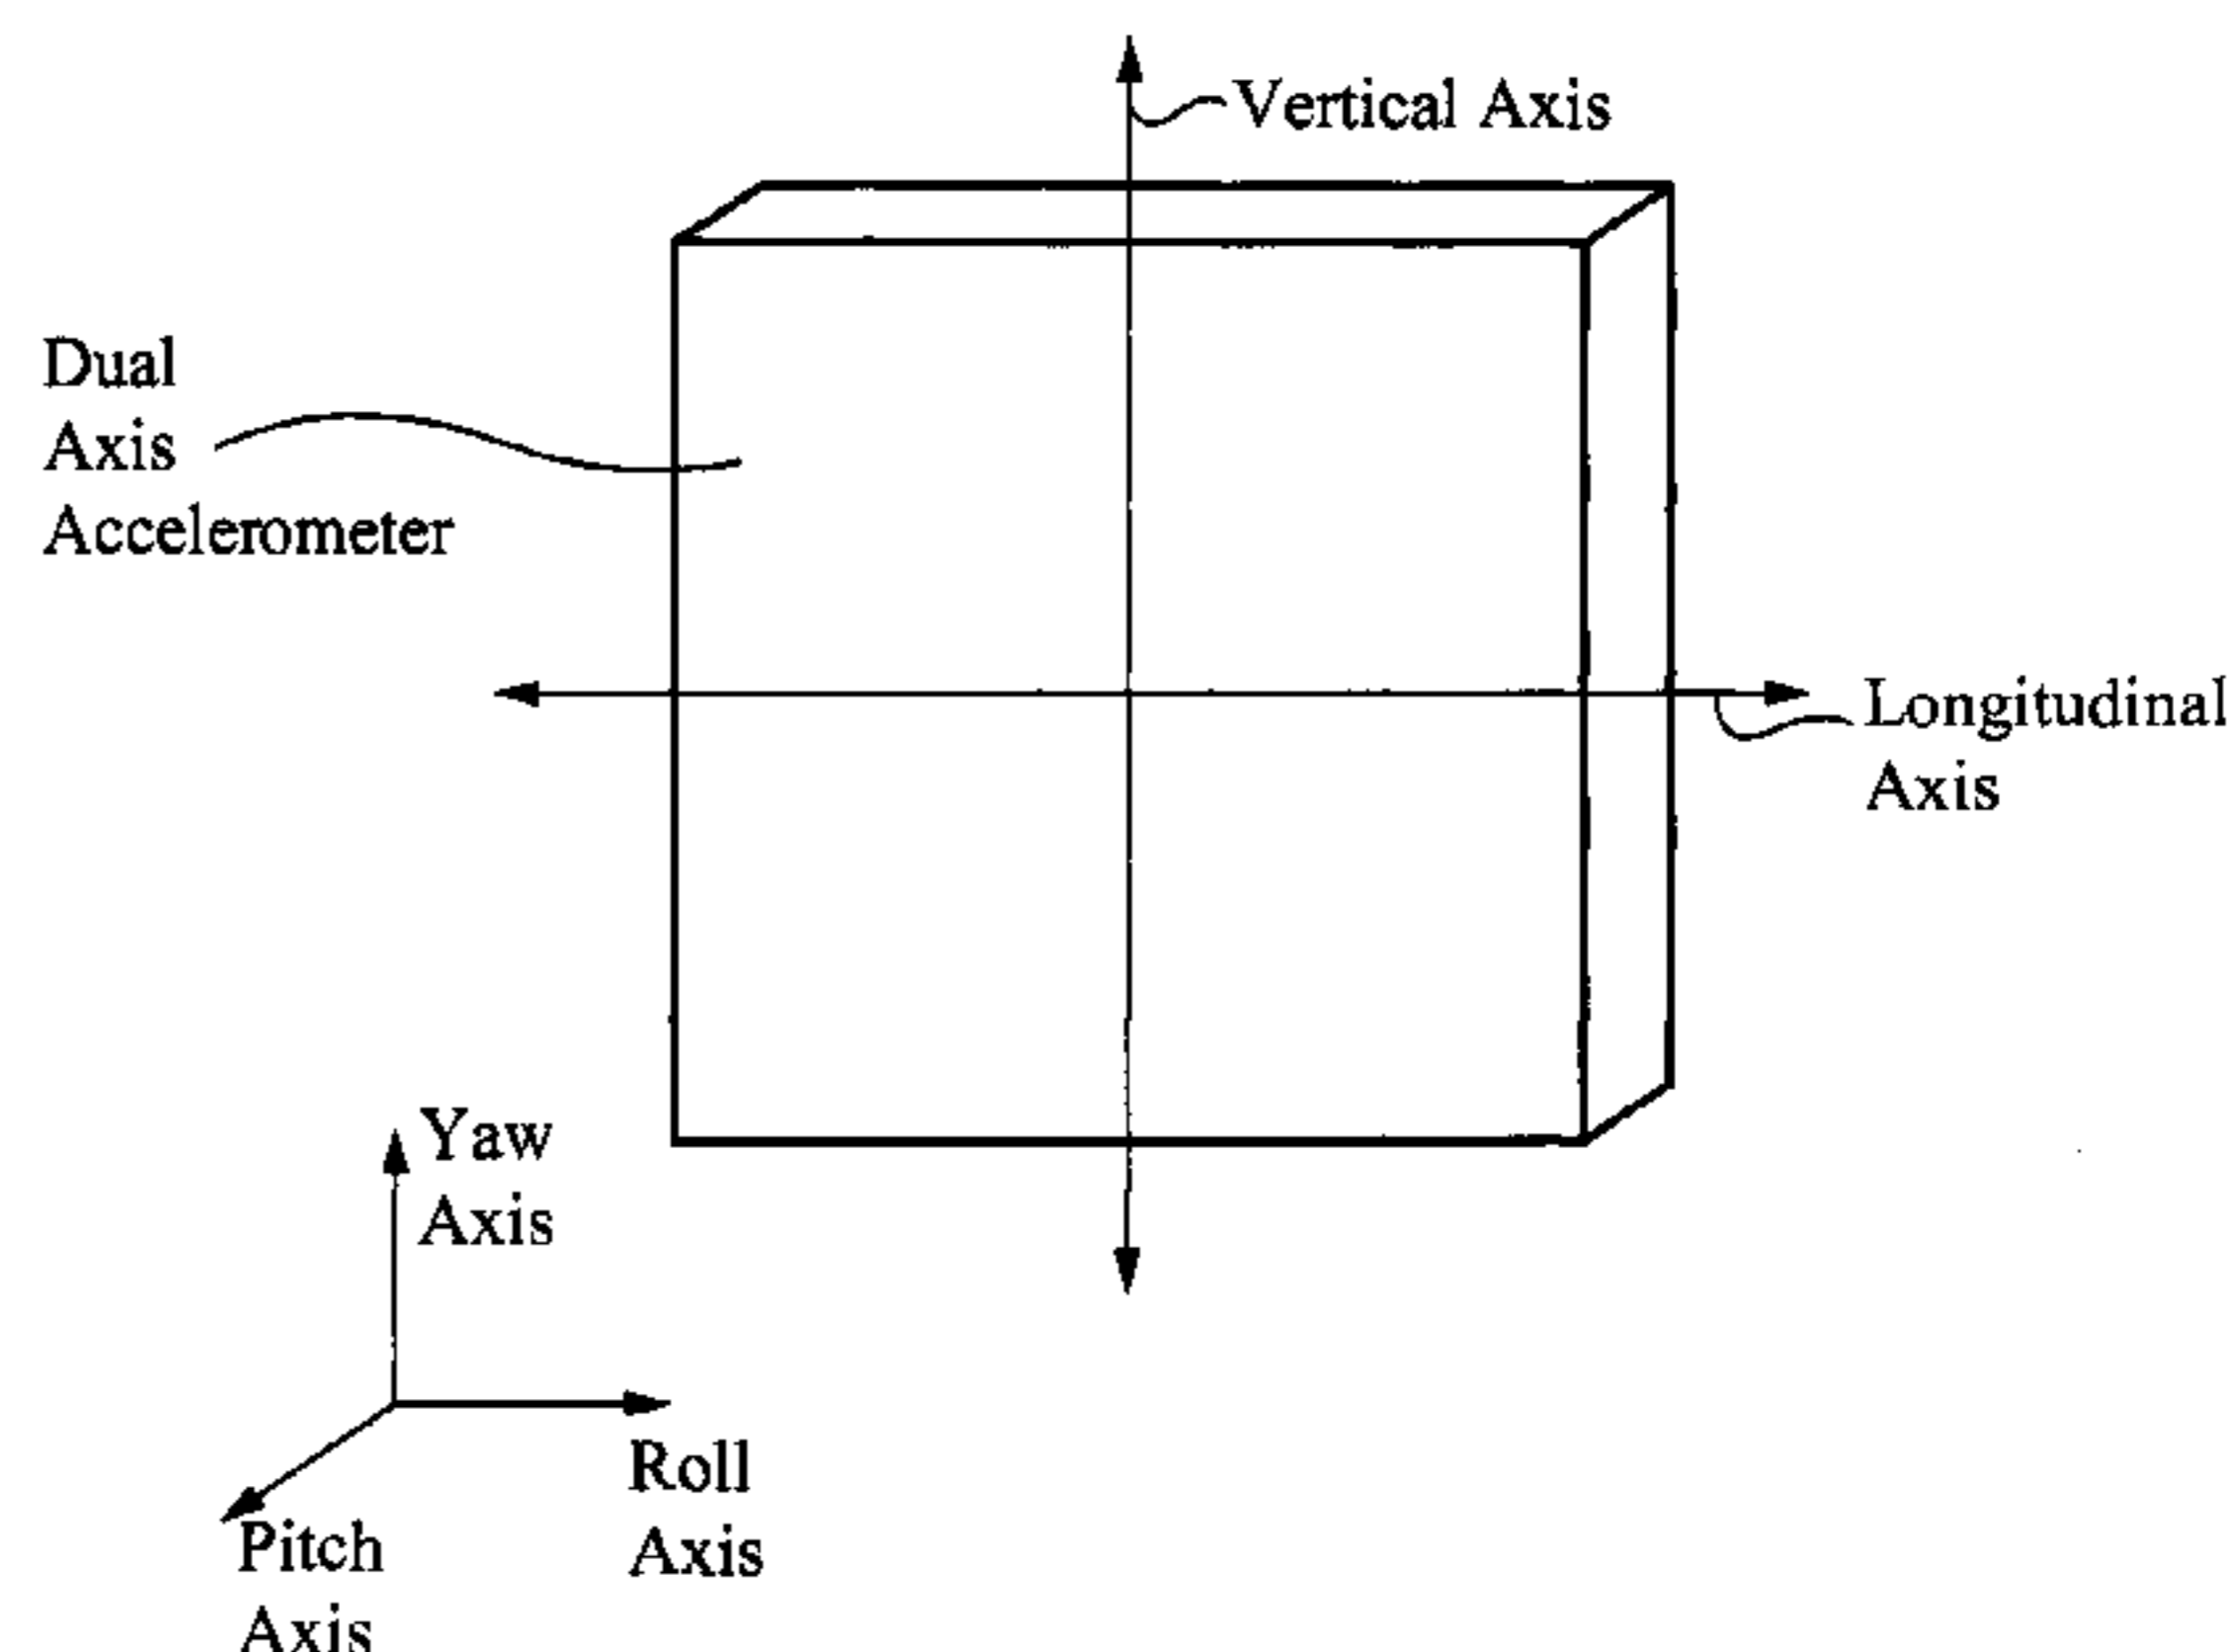 Vertical Axis
Dual
Axis
Accelerometer
Longitudinal
Axis
Yaw
Axis
Roll
Axis
Pitch
Axis